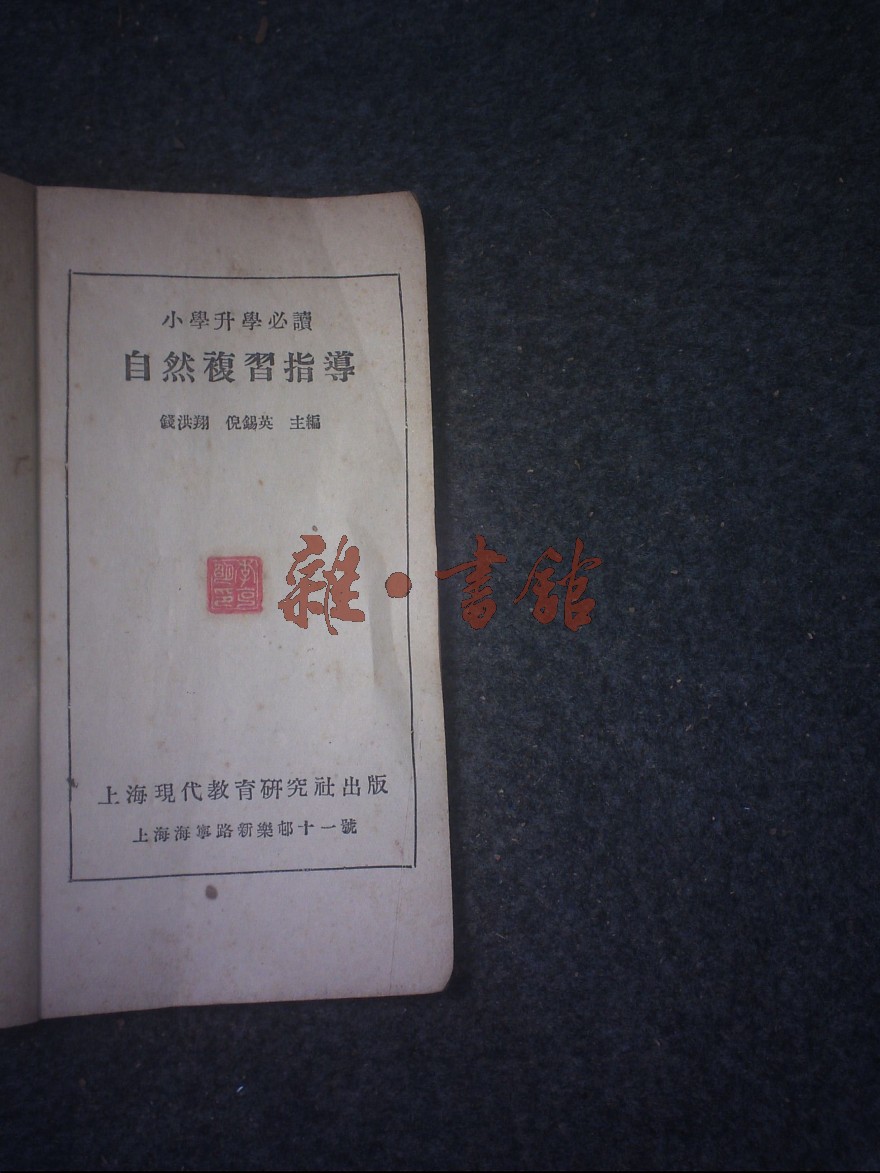 小學升學必讀
自然複習指導
錢洪翔 倪錫英 主編
雜·書館
上海現代教育研究社出版
上海海寧路新樂邨十一號